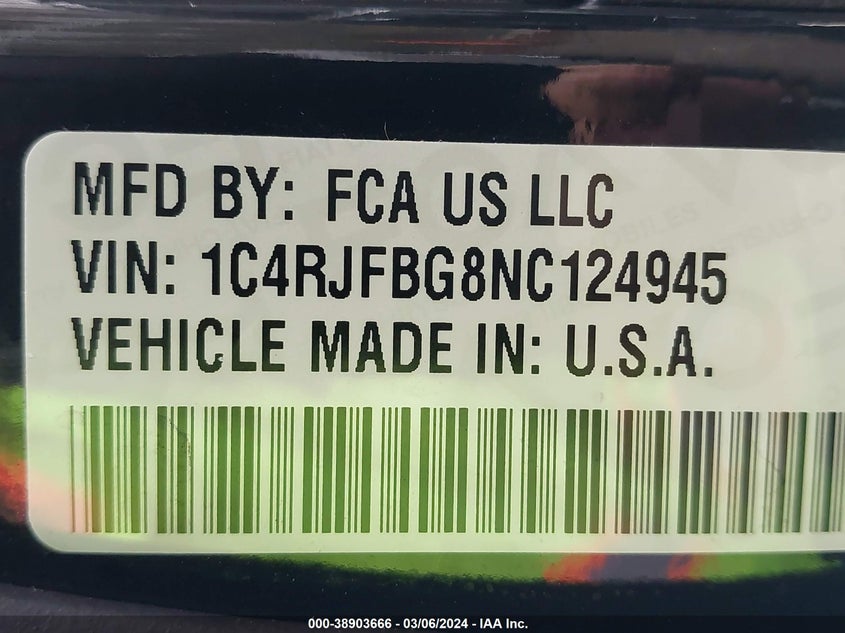 MFD BY: FCA US LLC
VIN: 1C4RJFBG8NC124945
VEHICLE MADE IN: U.S.A.
000-38903666 - 03/06/2024 - IAA Inc.